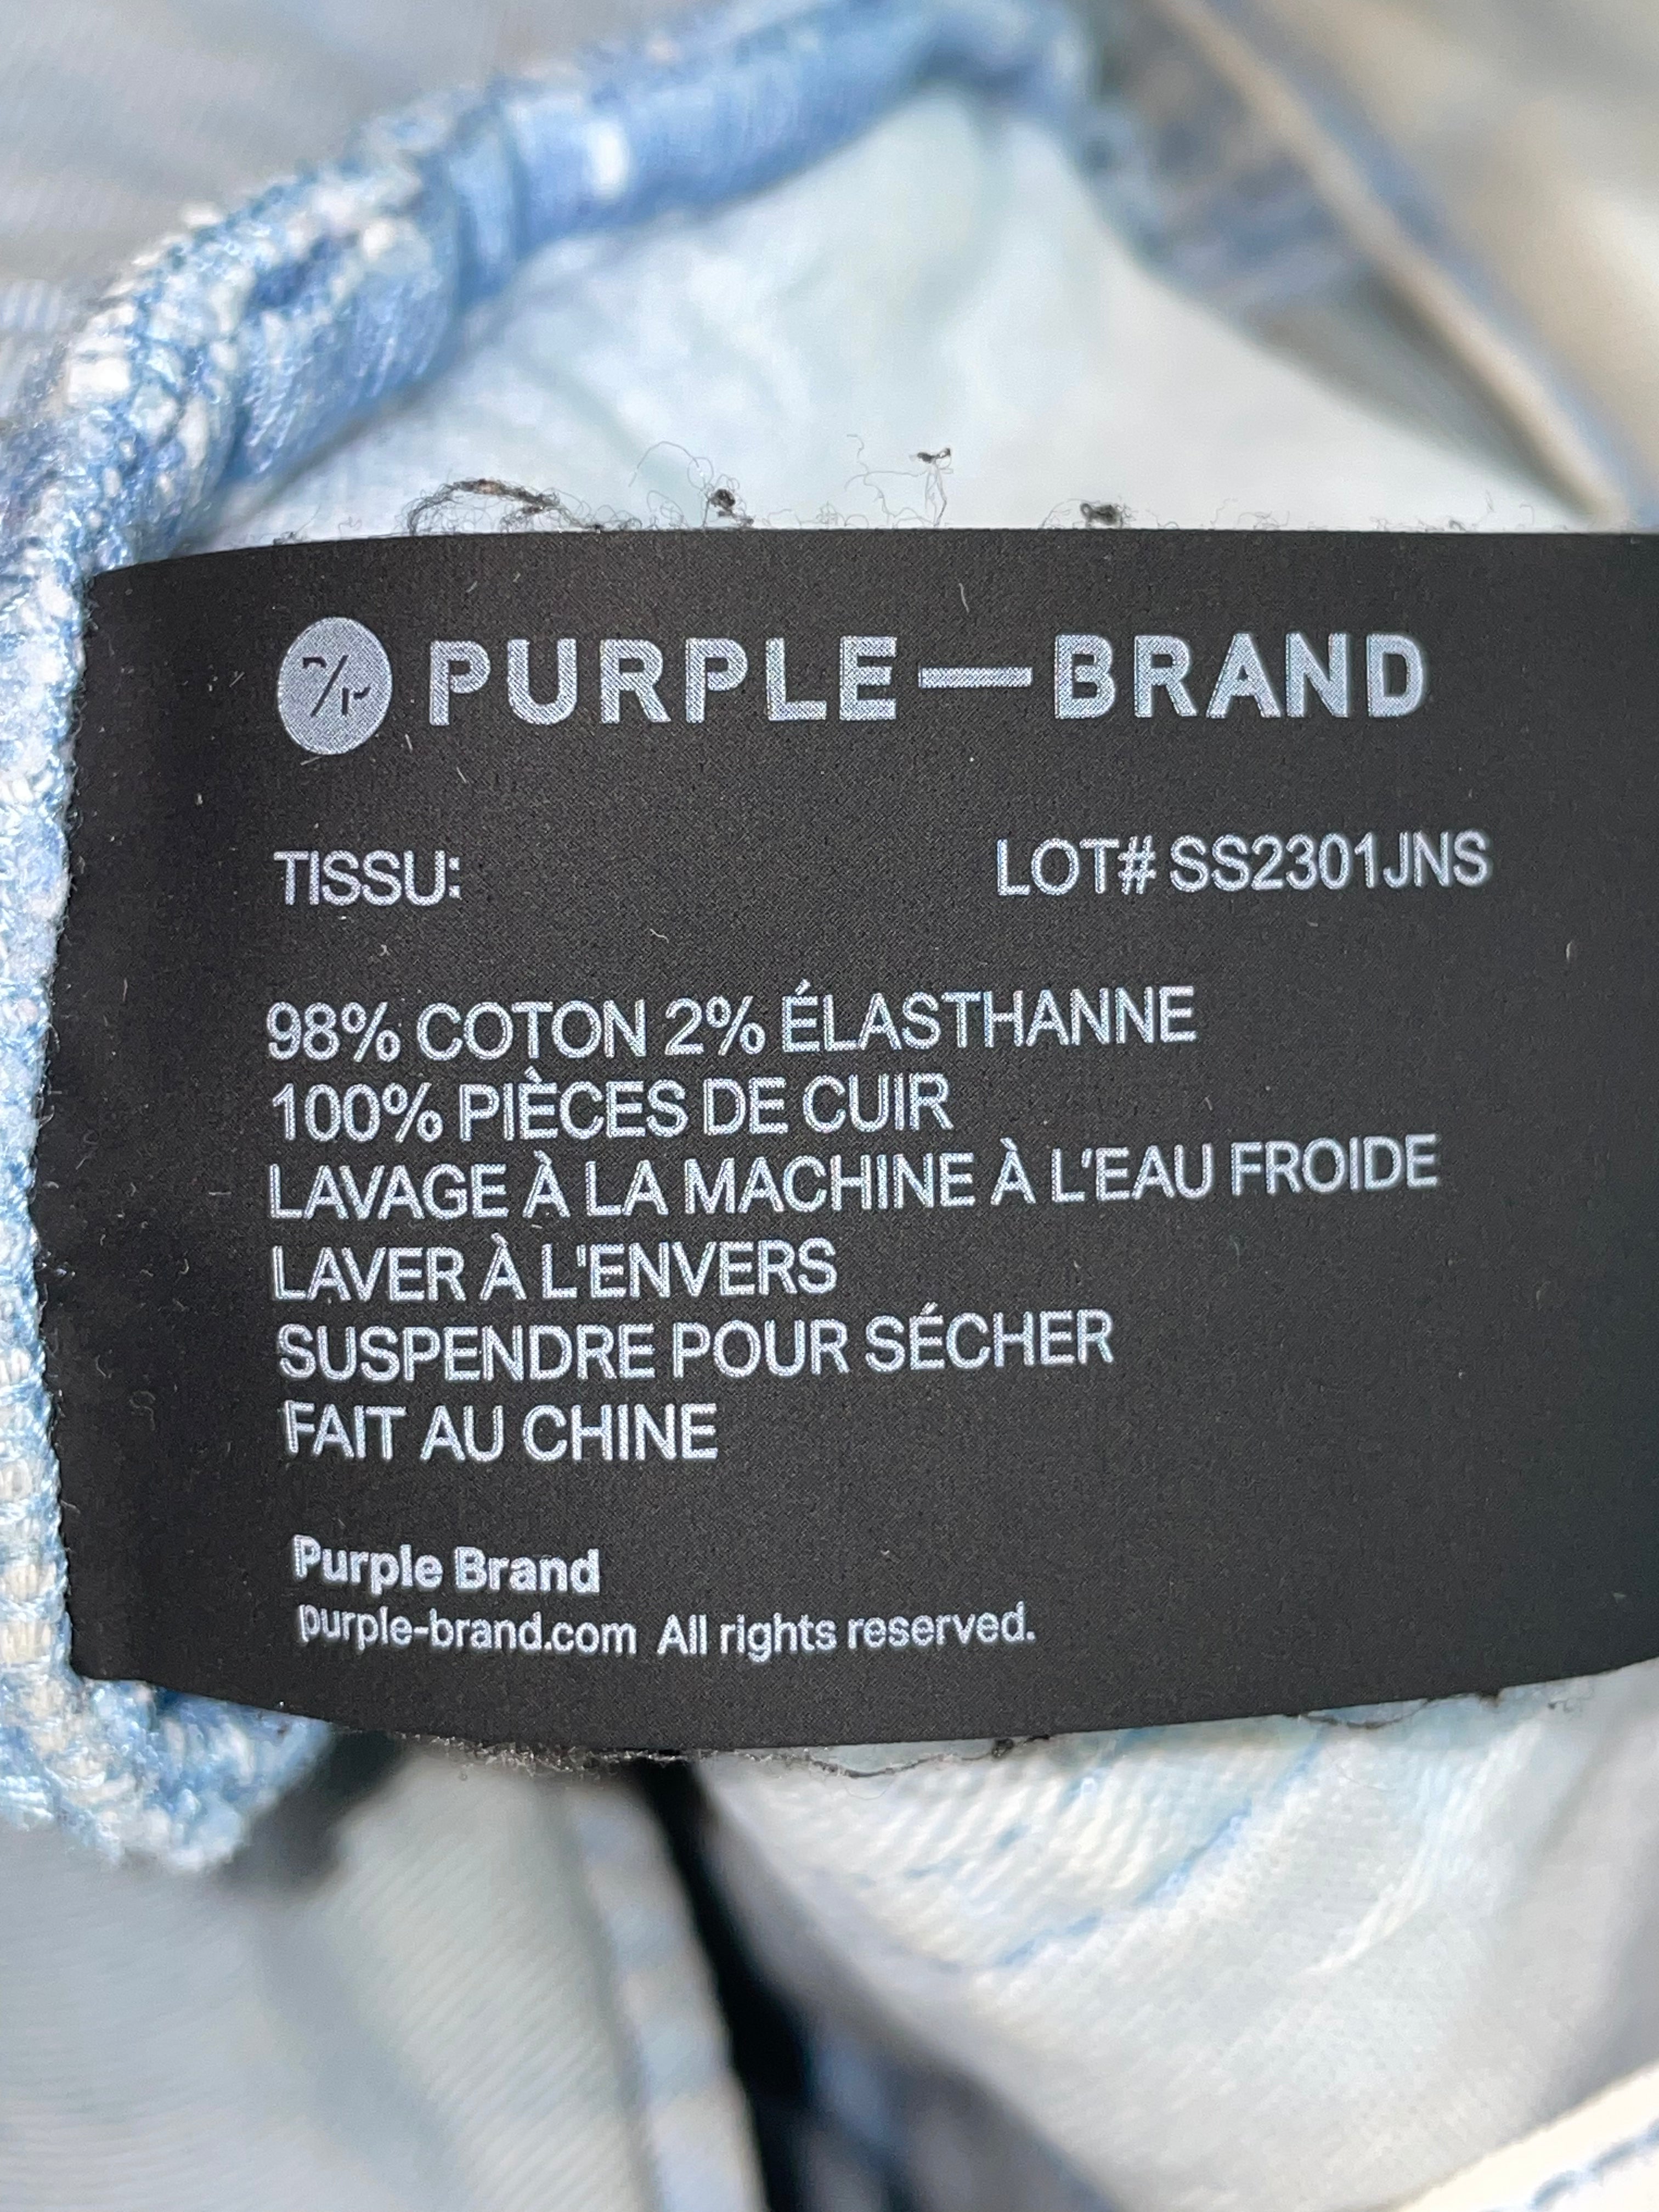 PURPLE—BRAND
TISSU: LOT# SS2301JNS
98% COTON 2% ÉLASTHANNE
100% PIÈCES DE CUIR
LAVAGE À LA MACHINE À L'EAU FROIDE
LAVER À L'ENVERS
SUSPENDRE POUR SÉCHER
FAIT AU CHINE
Purple Brand
purple-brand.com All rights reserved.